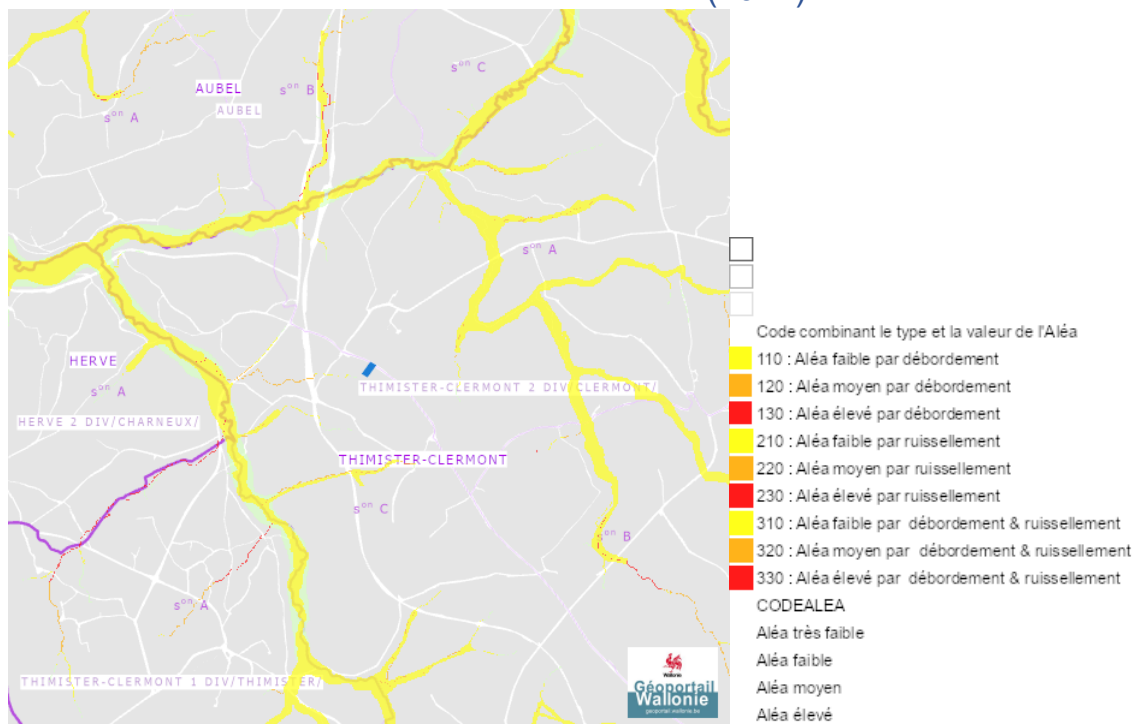 AUBEL
AUBEL
sᵒⁿ B
sᵒⁿ C
sᵒⁿ A
sᵒⁿ A
HERVE
sᵒⁿ A
HERVE 2 DIV/CHARNEUX/
THIMISTER-CLERMONT 2 DIV/CLERMONT/
THIMISTER-CLERMONT
sᵒⁿ C
sᵒⁿ B
sᵒⁿ A
THIMISTER-CLERMONT 1 DIV/THIMISTER/
Wallonie
Géoportail
Wallonie
geoportail.wallonie.be
Code combinant le type et la valeur de l'Aléa
110 : Aléa faible par débordement
120 : Aléa moyen par débordement
130 : Aléa élevé par débordement
210 : Aléa faible par ruissellement
220 : Aléa moyen par ruissellement
230 : Aléa élevé par ruissellement
310 : Aléa faible par débordement & ruissellement
320 : Aléa moyen par débordement & ruissellement
330 : Aléa élevé par débordement & ruissellement
CODEALEA
Aléa très faible
Aléa faible
Aléa moyen
Aléa élevé